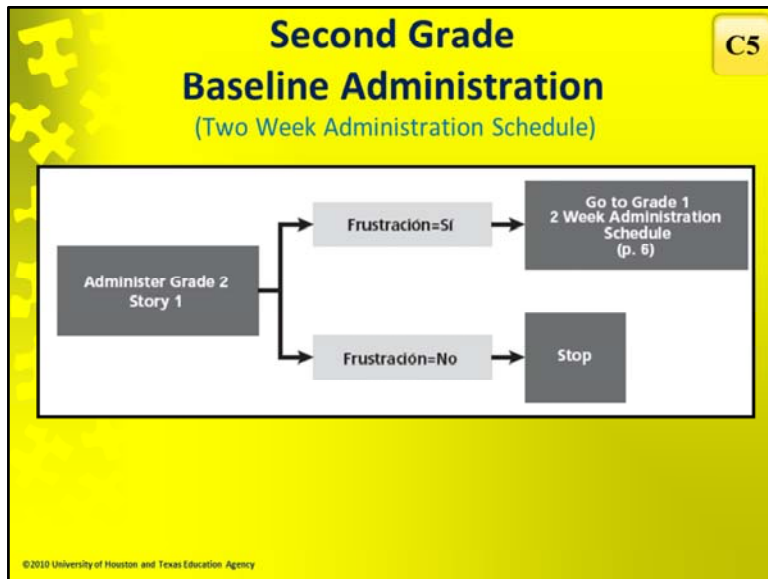 Second Grade
Baseline Administration
(Two Week Administration Schedule)
C5
Administer Grade 2
Story 1
Frustración=Sí
Go to Grade 1
2 Week Administration
Schedule
(p. 6)
Frustración=No
Stop
©2010 University of Houston and Texas Education Agency